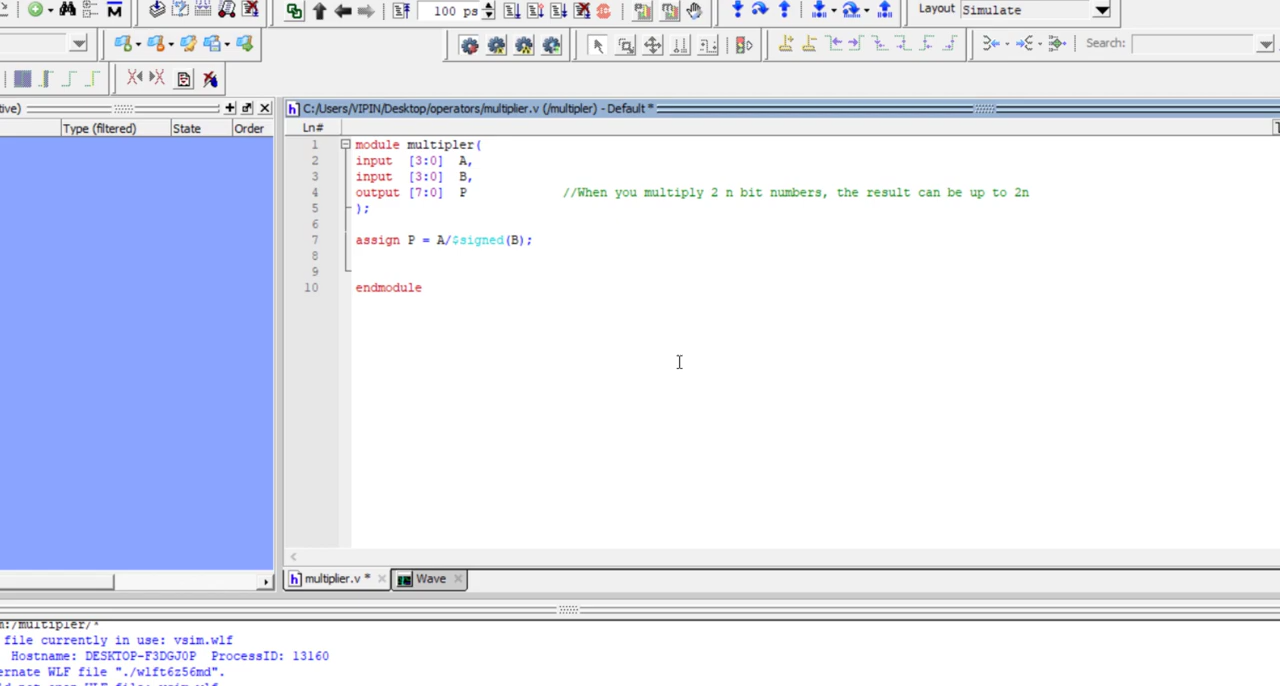 100 ps
Layout Simulate
Search:
tive)
C:/Users/VIPIN/Desktop/operators/multiplier.v (/multipler) - Default *
Type (filtered) State Order
Ln#
1 module multipler(
2 input [3:0] A,
3 input [3:0] B,
4 output [7:0] P //When you multiply 2 n bit numbers, the result can be up to 2n
5 );
6
7 assign P = A/$signed(B);
8
9
10 endmodule
multiplier.v * Wave
m:/multipler/*
file currently in use: vsim.wlf
Hostname: DESKTOP-F3DGJ0P ProcessID: 13160
ernate WLF file "./wlft6z56md".